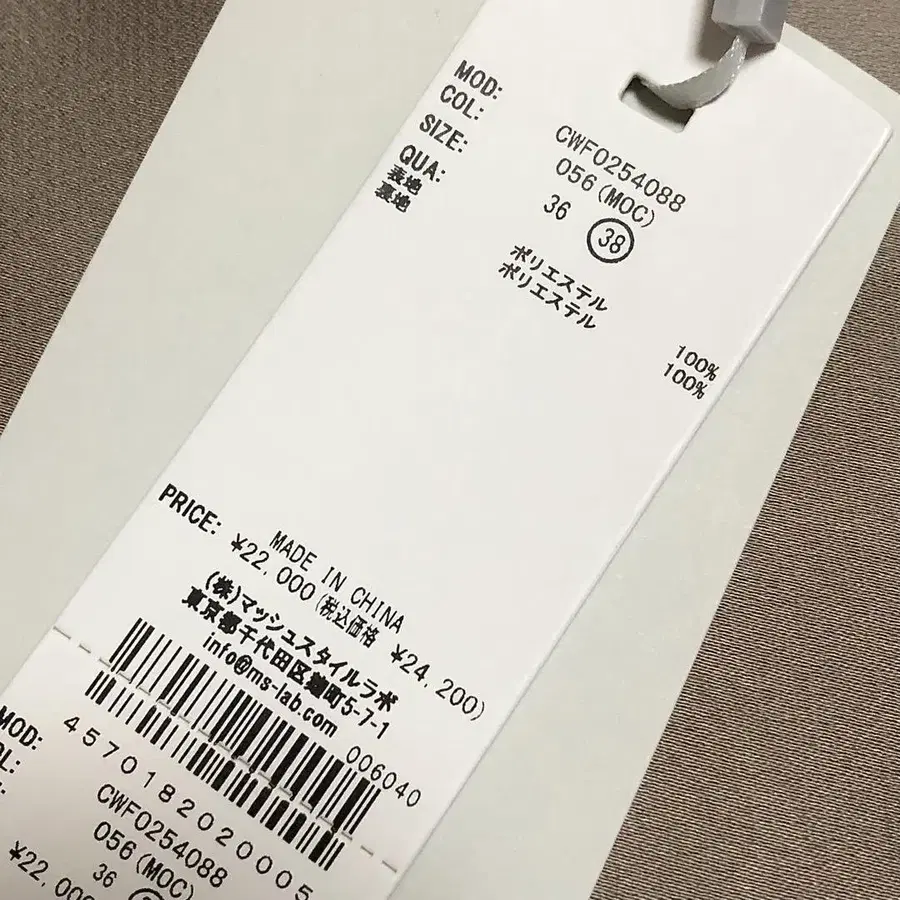 MOD: CWF0254088
COL: 056(MOC)
SIZE: 36 38
QUA:
表地 ポリエステル 100%
裏地 ポリエステル 100%
MADE IN CHINA
PRICE: ¥22,000(税込価格 ¥24,200)
(株)マッシュスタイルラボ
東京都千代田区麹町5-7-1
info@ms-lab.com
006040
4570182020005
MOD: CWF0254088
056(MOC)
36
¥22,000